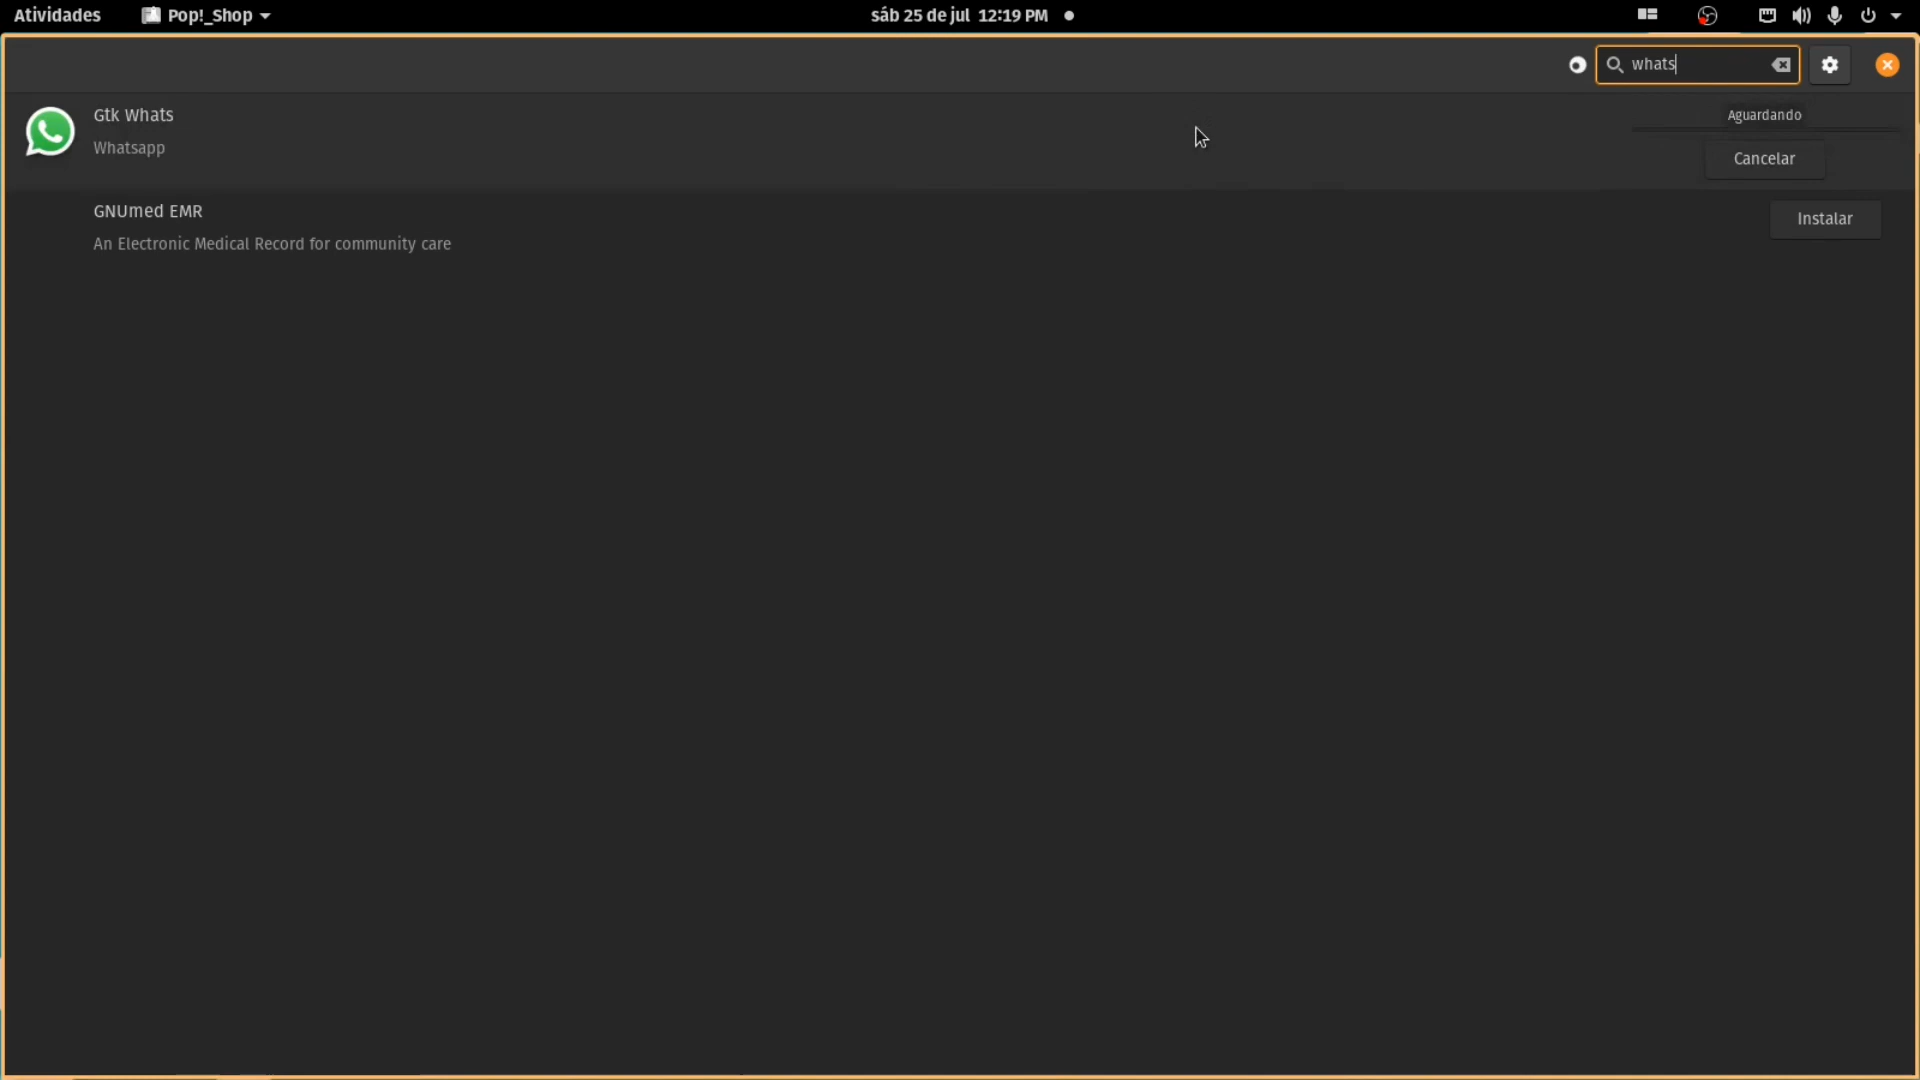 Atividades Pop!_Shop sáb 25 de jul 12:19 PM
whats
Gtk Whats
Whatsapp
Aguardando
Cancelar
GNUmed EMR
An Electronic Medical Record for community care
Instalar